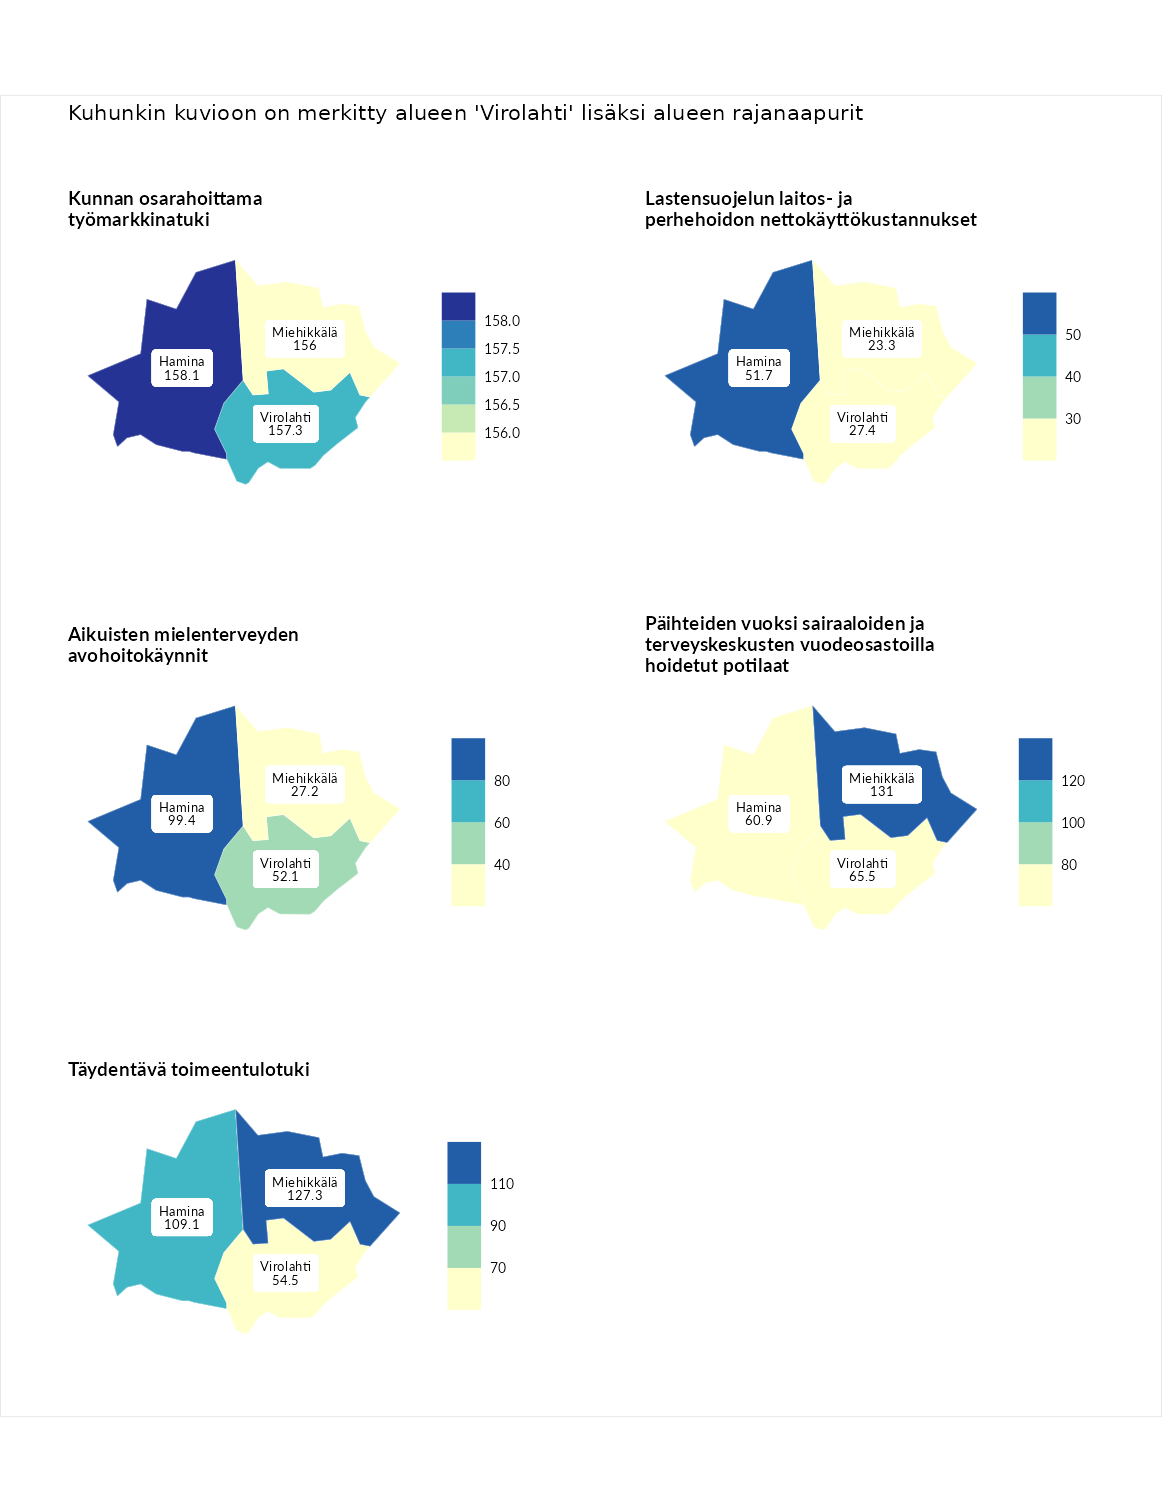 Kuhunkin kuvioon on merkitty alueen 'Virolahti' lisäksi alueen rajanaapurit
Kunnan osarahoittama
työmarkkinatuki
Miehikkälä
156
Hamina
158.1
Virolahti
157.3
158.0
157.5
157.0
156.5
156.0
Lastensuojelun laitos- ja
perhehoidon nettokäyttökustannukset
Miehikkälä
23.3
Hamina
51.7
Virolahti
27.4
50
40
30
Aikuisten mielenterveyden
avohoitokäynnit
Miehikkälä
27.2
Hamina
99.4
Virolahti
52.1
80
60
40
Päihteiden vuoksi sairaaloiden ja
terveyskeskusten vuodeosastoilla
hoidetut potilaat
Miehikkälä
131
Hamina
60.9
Virolahti
65.5
120
100
80
Täydentävä toimeentulotuki
Miehikkälä
127.3
Hamina
109.1
Virolahti
54.5
110
90
70